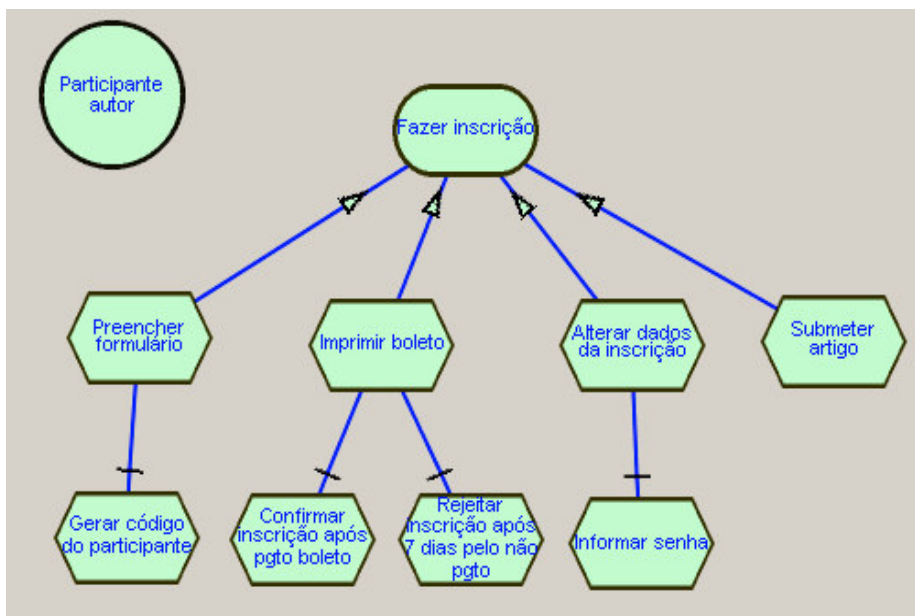 Participante
autor
Fazer inscrição
Preencher
formulário
Imprimir boleto
Alterar dados
da inscrição
Submeter
artigo
Gerar código
do participante
Confirmar
inscrição após
pgto boleto
Rejeitar
inscrição após
7 dias pelo não
pgto
Informar senha